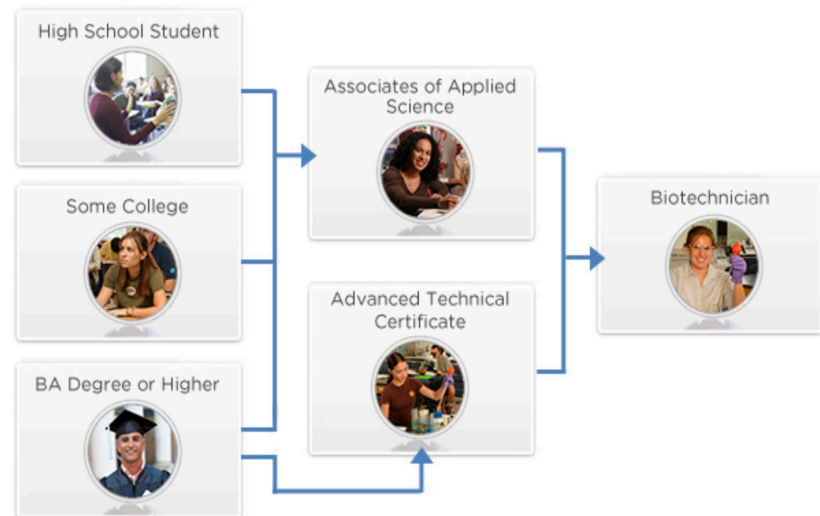 High School Student
Some College
BA Degree or Higher
Associates of Applied
Science
Advanced Technical
Certificate
Biotechnician